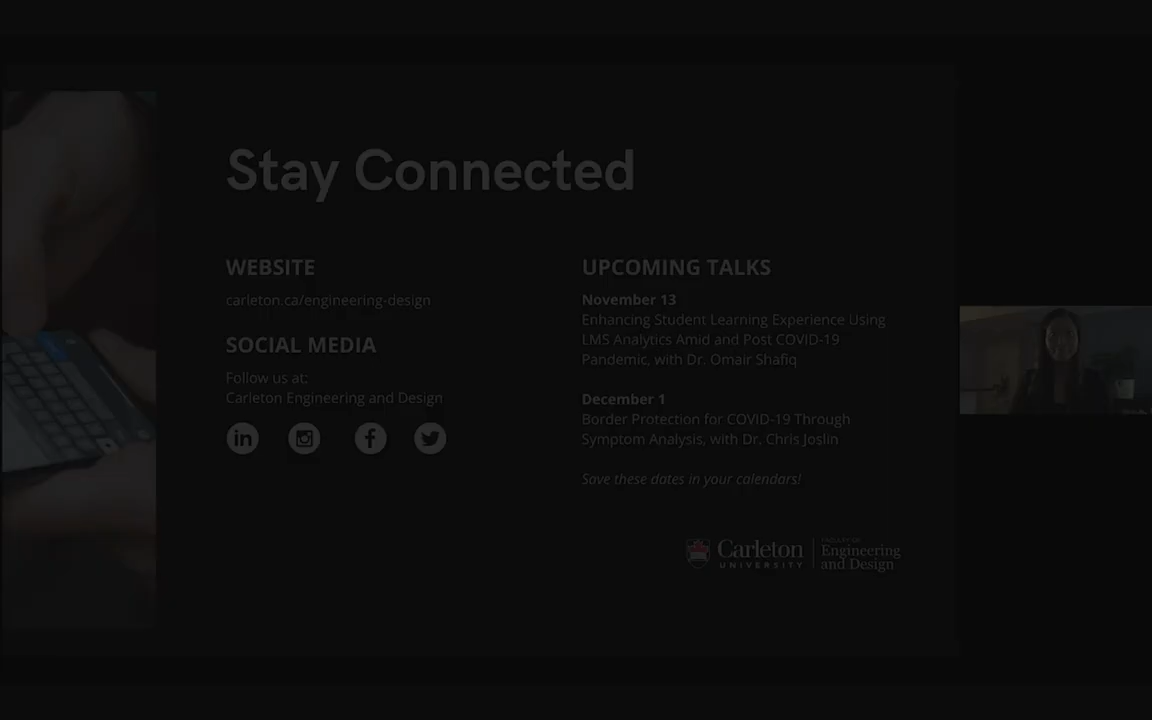 Stay Connected
WEBSITE
carleton.ca/engineering-design
SOCIAL MEDIA
Follow us at:
Carleton Engineering and Design
UPCOMING TALKS
November 13
Enhancing Student Learning Experience Using
LMS Analytics Amid and Post COVID-19
Pandemic, with Dr. Omair Shafiq
December 1
Border Protection for COVID-19 Through
Symptom Analysis, with Dr. Chris Joslin
Save these dates in your calendars!
Carleton
UNIVERSITY
Faculty of
Engineering
and Design